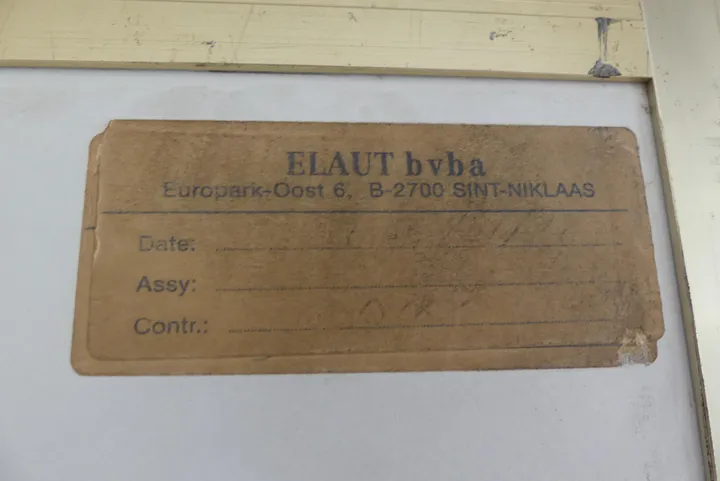 ELAUT bvba
Europark-Oost 6, B-2700 SINT-NIKLAAS
Date:
Assy:
Contr.: